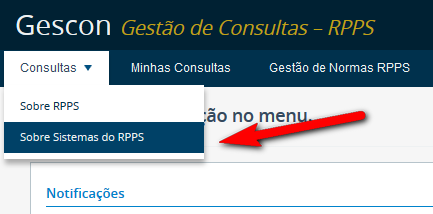 Gescon Gestão de Consultas – RPPS
Consultas Minhas Consultas Gestão de Normas RPPS
Sobre RPPS
Sobre Sistemas do RPPS
ção no menu.
Notificações